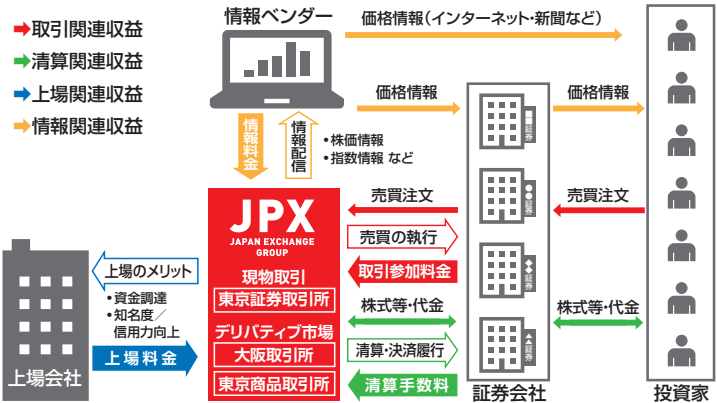 取引関連収益
清算関連収益
上場関連収益
情報関連収益
情報ベンダー
価格情報（インターネット・新聞など）
価格情報
価格情報
情報料金
情報配信
・株価情報
・指数情報 など
JPX
JAPAN EXCHANGE
GROUP
現物取引
東京証券取引所
デリバティブ市場
大阪取引所
東京商品取引所
上場のメリット
・資金調達
・知名度／
信用力向上
上場料金
上場会社
売買注文
売買の執行
取引参加料金
株式等・代金
清算・決済履行
清算手数料
■■証券
●●証券
◆◆証券
▲▲証券
証券会社
売買注文
株式等・代金
投資家